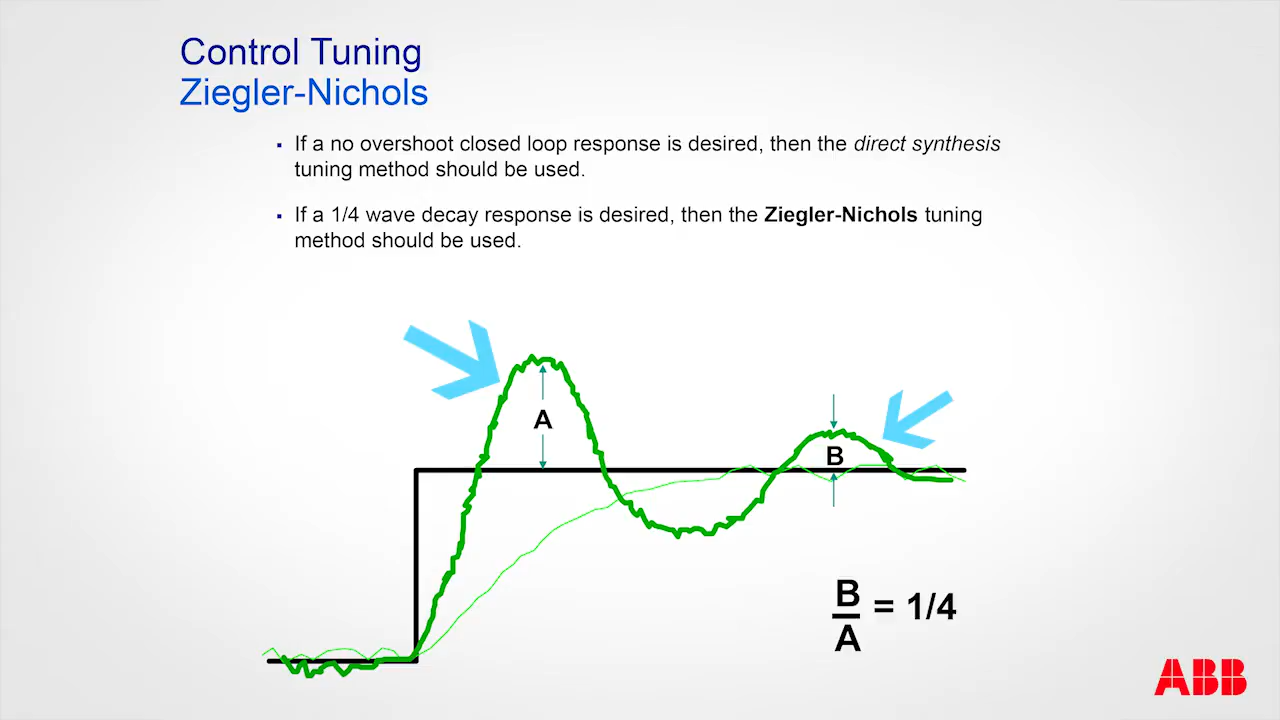 Control Tuning
Ziegler-Nichols
▪ If a no overshoot closed loop response is desired, then the direct synthesis
tuning method should be used.
▪ If a 1/4 wave decay response is desired, then the Ziegler-Nichols tuning
method should be used.
A
B
B
A
= 1/4
ABB